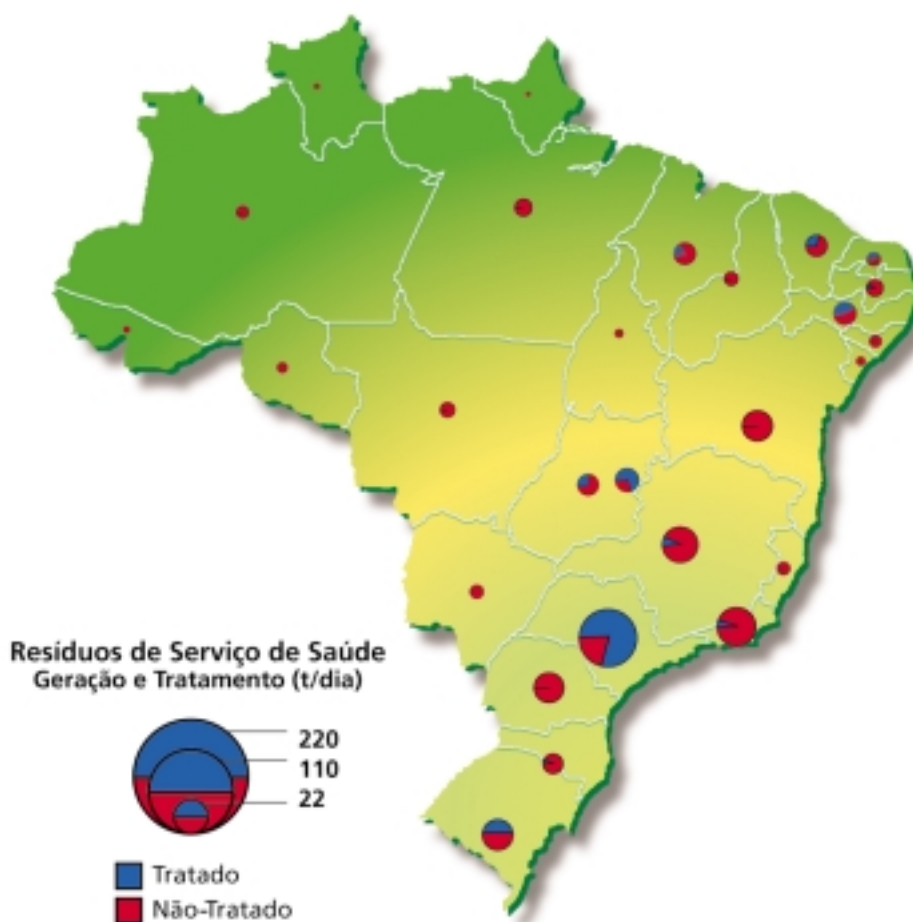 Resíduos de Serviço de Saúde
Geração e Tratamento (t/dia)
220
110
22
Tratado
Não-Tratado